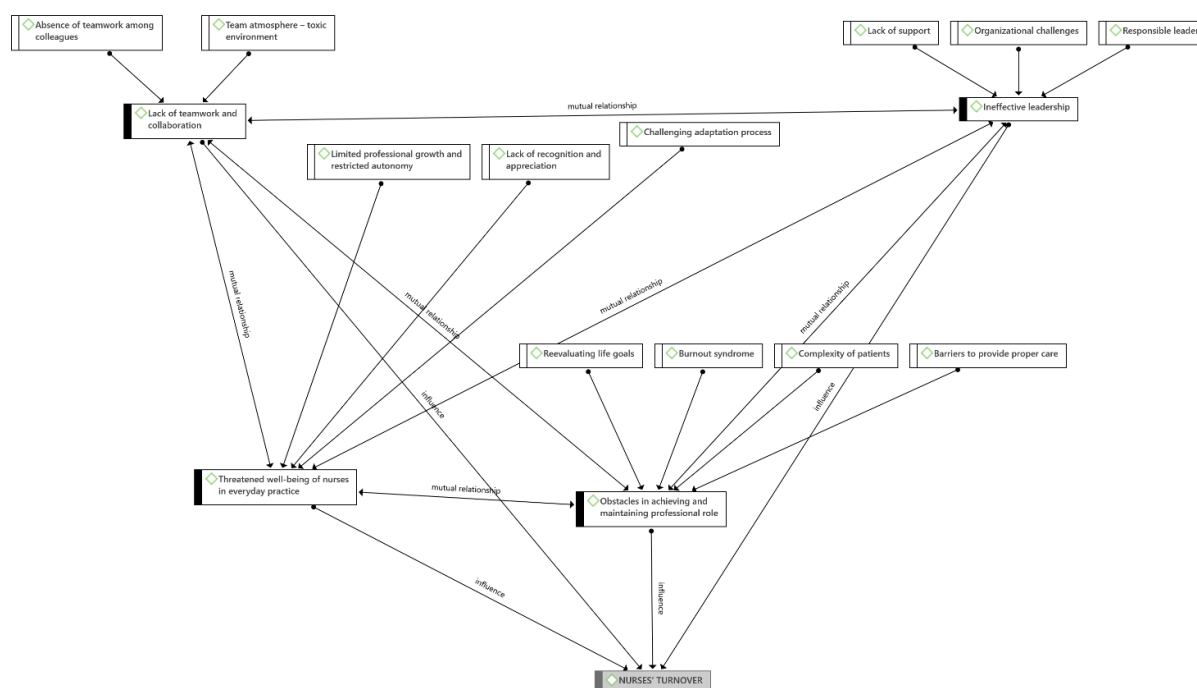 Absence of teamwork among
colleagues
Team atmosphere – toxic
environment
Lack of support
Organizational challenges
Responsible leader
Lack of teamwork and
collaboration
mutual relationship
Ineffective leadership
Challenging adaptation process
Limited professional growth and
restricted autonomy
Lack of recognition and
appreciation
mutual relationship
mutual relationship
mutual relationship
mutual relationship
Reevaluating life goals
Burnout syndrome
Complexity of patients
Barriers to provide proper care
influence
influence
Threatened well-being of nurses
in everyday practice
mutual relationship
Obstacles in achieving and
maintaining professional role
influence
influence
NURSES' TURNOVER